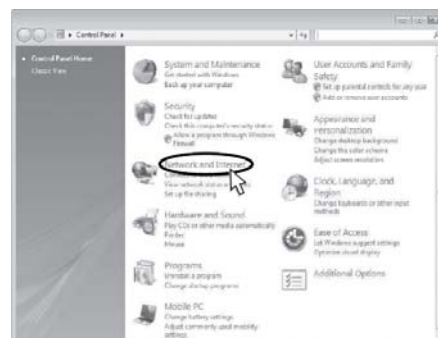 Control Panel
Control Panel Home
Classic View
System and Maintenance
Get started with Windows
Back up your computer
Security
Check for updates
Check this computer's security status
Allow a program through Windows
Firewall
Network and Internet
View network status
Set up file sharing
Hardware and Sound
Play CDs or other media automatically
Printer
Mouse
Programs
Uninstall a program
Change startup programs
Mobile PC
Change battery settings
Adjust commonly used mobility
settings
User Accounts and Family
Safety
Set up parental controls for any user
Add or remove user accounts
Appearance and
Personalization
Change desktop background
Change the color scheme
Adjust screen resolution
Clock, Language, and
Region
Change keyboards or other input
methods
Ease of Access
Let Windows suggest settings
Optimize visual display
Additional Options